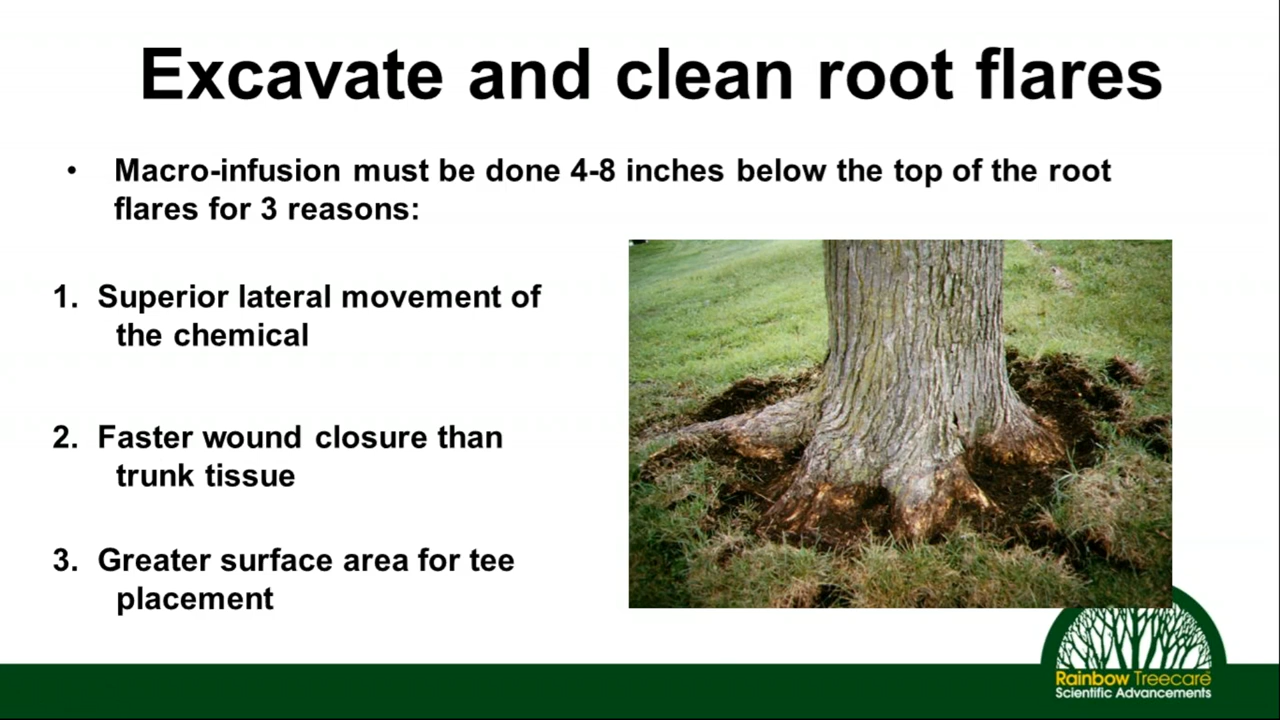 Excavate and clean root flares
• Macro-infusion must be done 4-8 inches below the top of the root
flares for 3 reasons:
1. Superior lateral movement of
the chemical
2. Faster wound closure than
trunk tissue
3. Greater surface area for tee
placement
Rainbow Treecare
Scientific Advancements